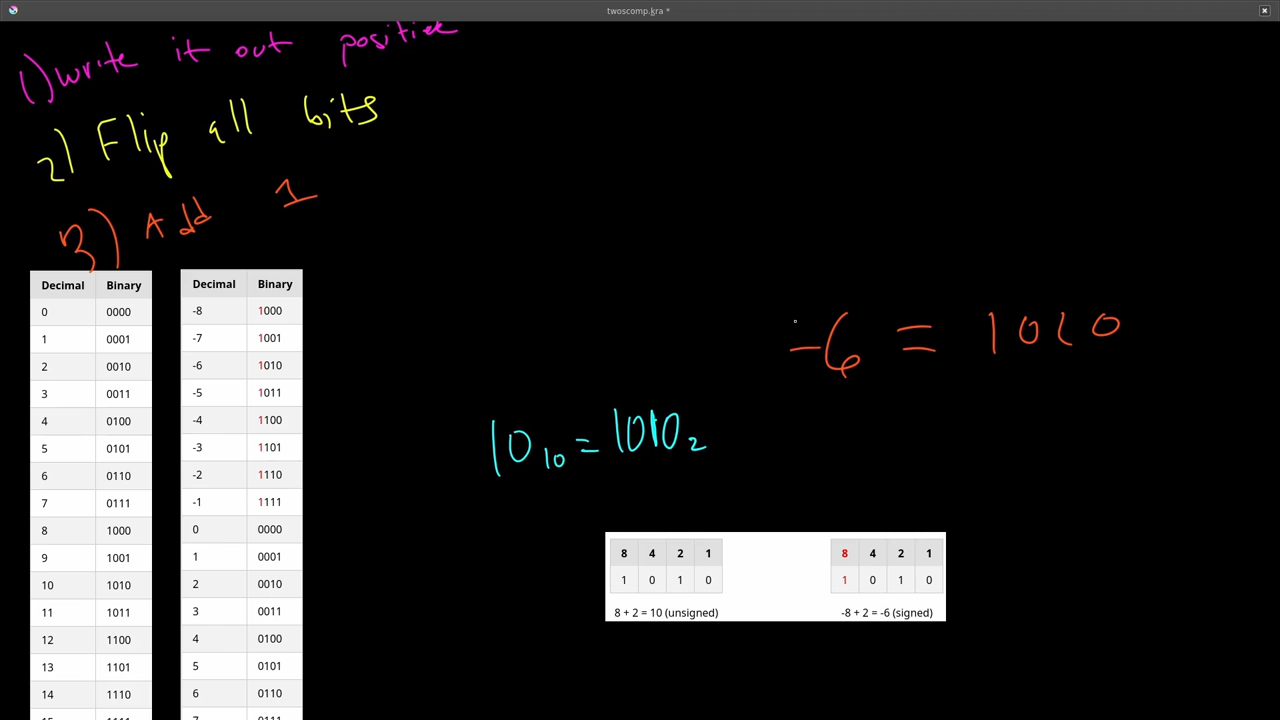 twoscomp.kra *
1) write it out positive
2) Flip all bits
3) Add 1
Decimal Binary
0 0000
1 0001
2 0010
3 0011
4 0100
5 0101
6 0110
7 0111
8 1000
9 1001
10 1010
11 1011
12 1100
13 1101
14 1110
15 1111
Decimal Binary
-8 1000
-7 1001
-6 1010
-5 1011
-4 1100
-3 1101
-2 1110
-1 1111
0 0000
1 0001
2 0010
3 0011
4 0100
5 0101
6 0110
7 0111
-6 = 1010
10₁₀ = 1010₂
8 4 2 1
1 0 1 0
8 + 2 = 10 (unsigned)
8 4 2 1
1 0 1 0
-8 + 2 = -6 (signed)